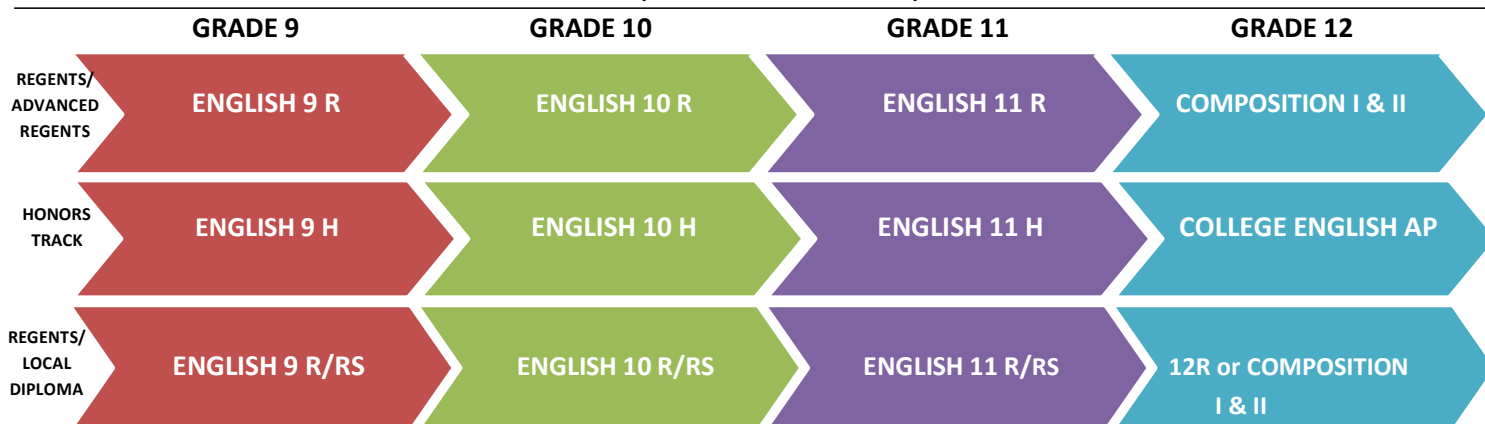 GRADE 9 GRADE 10 GRADE 11 GRADE 12
REGENTS/
ADVANCED
REGENTS
ENGLISH 9 R
ENGLISH 10 R
ENGLISH 11 R
COMPOSITION I & II
HONORS
TRACK
ENGLISH 9 H
ENGLISH 10 H
ENGLISH 11 H
COLLEGE ENGLISH AP
REGENTS/
LOCAL
DIPLOMA
ENGLISH 9 R/RS
ENGLISH 10 R/RS
ENGLISH 11 R/RS
12R or COMPOSITION
I & II